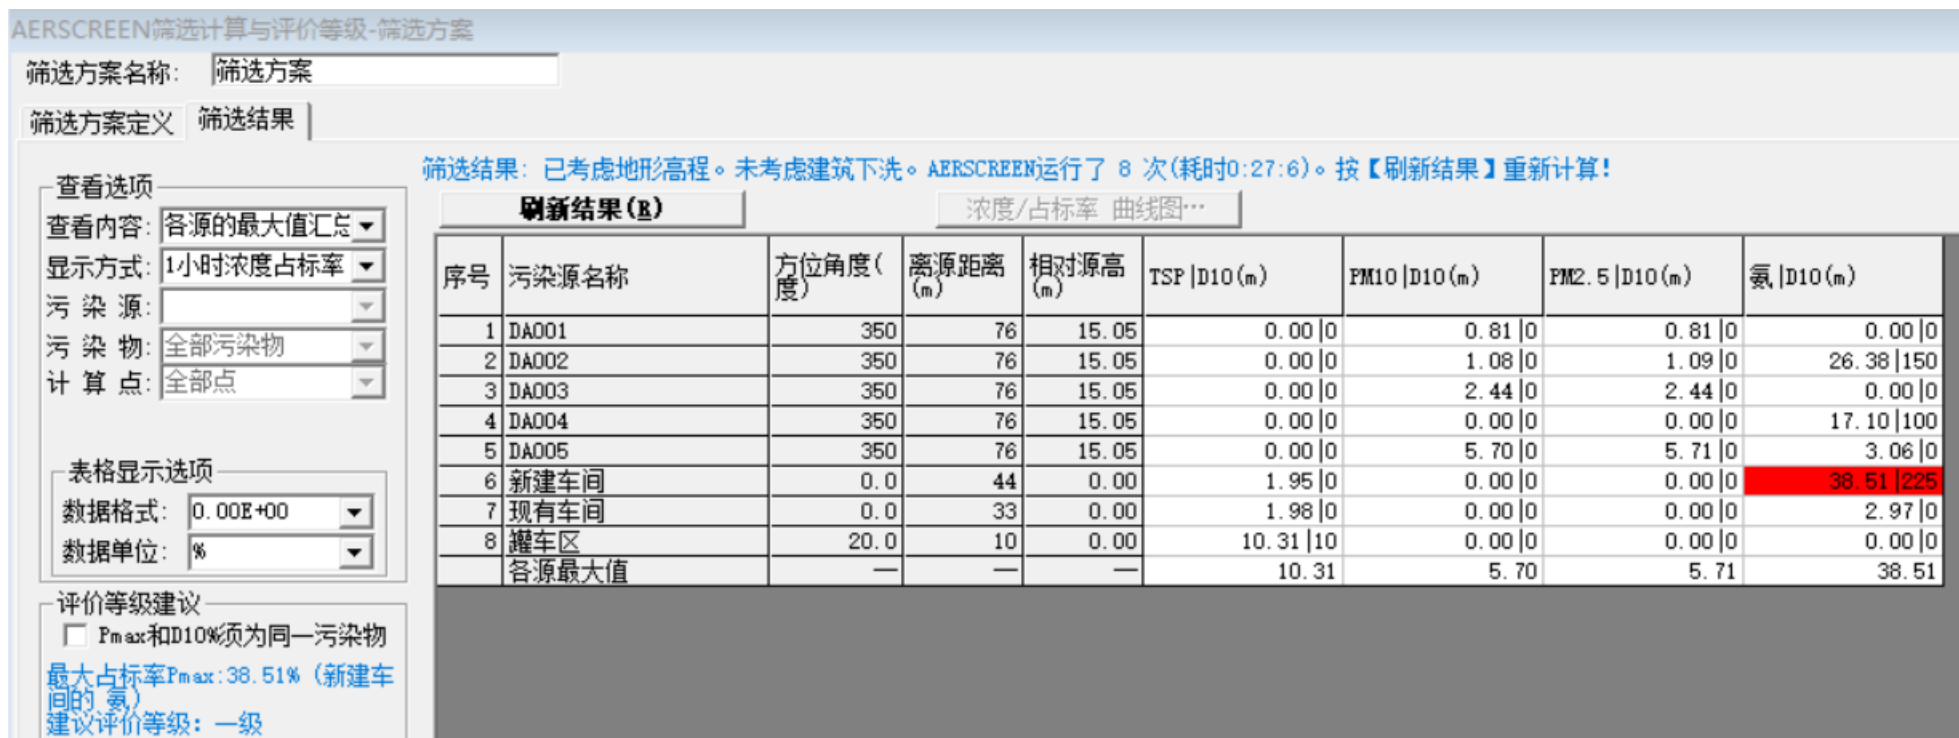 AERSCREEN筛选计算与评价等级-筛选方案
筛选方案名称: 筛选方案
筛选方案定义 筛选结果
筛选结果: 已考虑地形高程。未考虑建筑下洗。AERSCREEN运行了 8 次(耗时0:27:6)。按【刷新结果】重新计算!
刷新结果(R) 浓度/占标率 曲线图…
查看选项
查看内容: 各源的最大值汇总
显示方式: 1小时浓度占标率
污 染 源:
污 染 物: 全部污染物
计 算 点: 全部点
表格显示选项
数据格式: 0.00E+00
数据单位: %
评价等级建议
Pmax和D10%须为同一污染物
最大占标率Pmax:38.51% (新建车
间的 氨)
建议评价等级: 一级
序号 污染源名称 方位角度(度) 离源距离(m) 相对源高(m) TSP|D10(m) PM10|D10(m) PM2.5|D10(m) 氨|D10(m)
1 DA001 350 76 15.05 0.00|0 0.81|0 0.81|0 0.00|0
2 DA002 350 76 15.05 0.00|0 1.08|0 1.09|0 26.38|150
3 DA003 350 76 15.05 0.00|0 2.44|0 2.44|0 0.00|0
4 DA004 350 76 15.05 0.00|0 0.00|0 0.00|0 17.10|100
5 DA005 350 76 15.05 0.00|0 5.70|0 5.71|0 3.06|0
6 新建车间 0.0 44 0.00 1.95|0 0.00|0 0.00|0 38.51|225
7 现有车间 0.0 33 0.00 1.98|0 0.00|0 0.00|0 2.97|0
8 罐车区 20.0 10 0.00 10.31|10 0.00|0 0.00|0 0.00|0
各源最大值 — — — 10.31 5.70 5.71 38.51